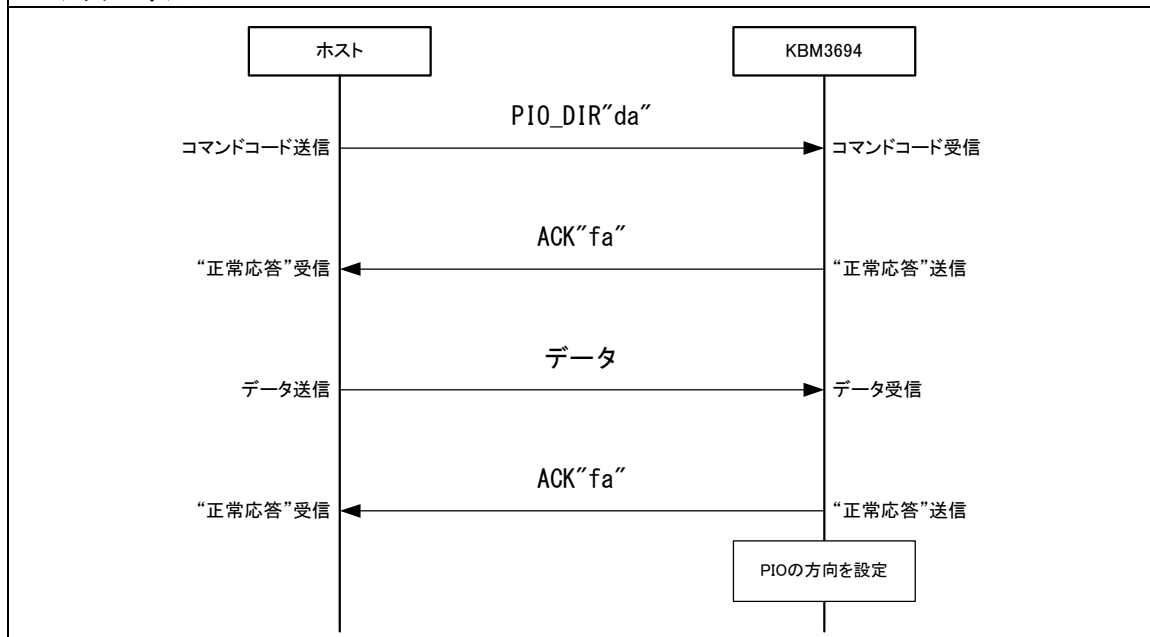 ホスト
KBM3694
PIO_DIR"da"
コマンドコード送信
コマンドコード受信
ACK"fa"
“正常応答”受信
“正常応答”送信
データ
データ送信
データ受信
ACK"fa"
“正常応答”受信
“正常応答”送信
PIOの方向を設定